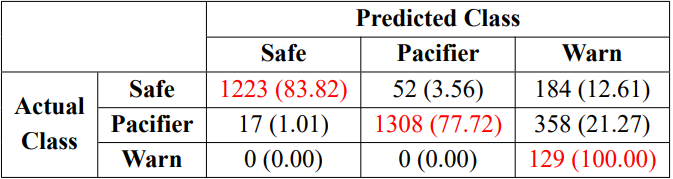 Predicted Class
Safe Pacifier Warn
Actual Class
Safe 1223 (83.82) 52 (3.56) 184 (12.61)
Pacifier 17 (1.01) 1308 (77.72) 358 (21.27)
Warn 0 (0.00) 0 (0.00) 129 (100.00)